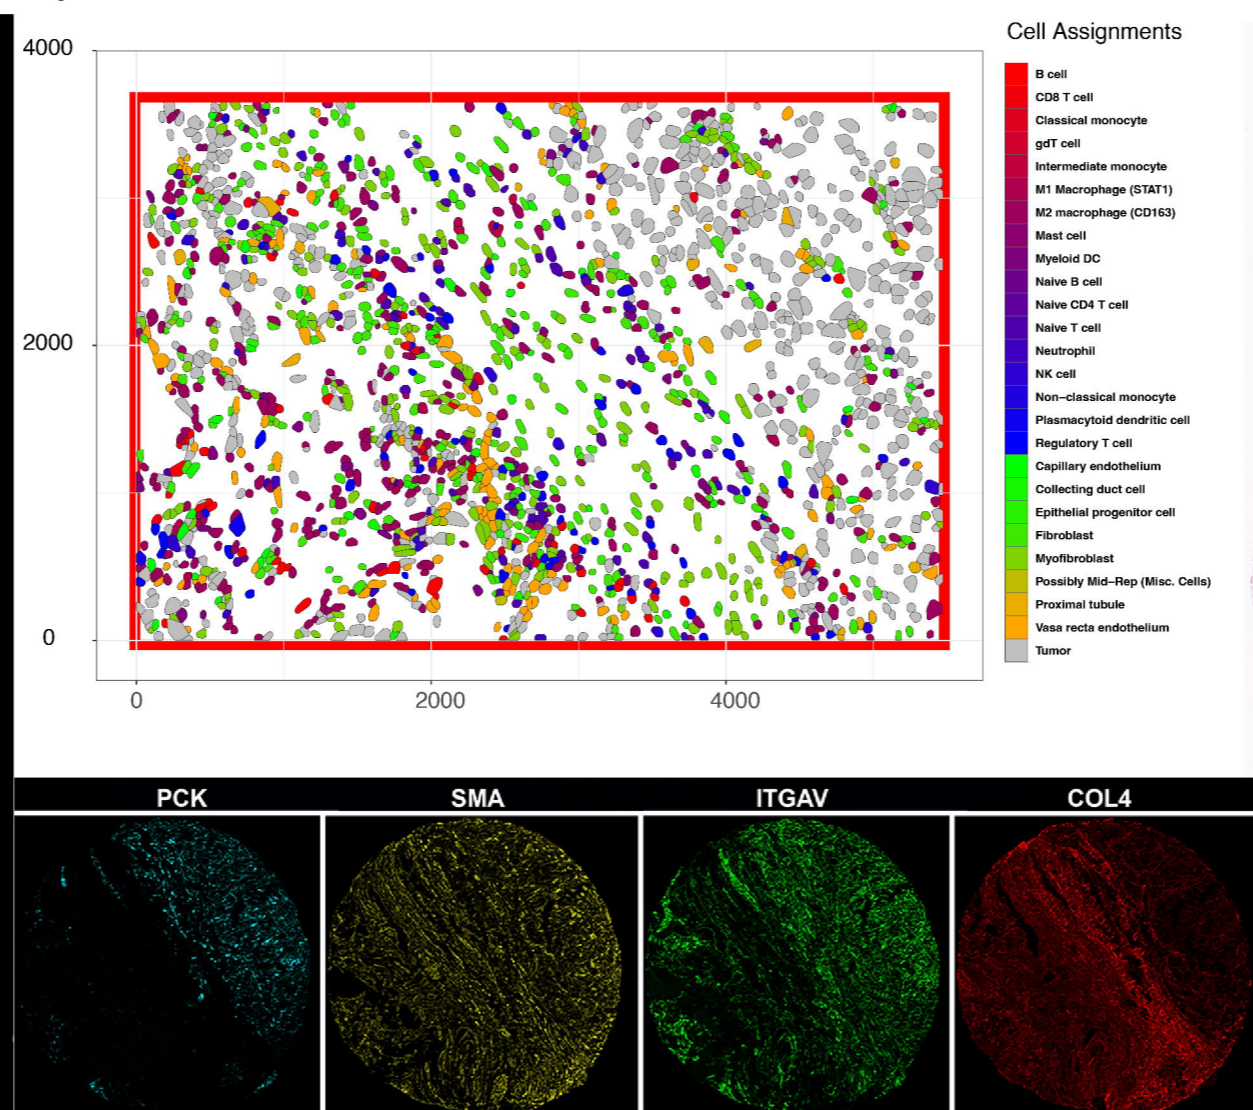 Cell Assignments
4000
2000
0
0 2000 4000
B cell
CD8 T cell
Classical monocyte
gdT cell
Intermediate monocyte
M1 Macrophage (STAT1)
M2 macrophage (CD163)
Mast cell
Myeloid DC
Naive B cell
Naive CD4 T cell
Naive T cell
Neutrophil
NK cell
Non–classical monocyte
Plasmacytoid dendritic cell
Regulatory T cell
Capillary endothelium
Collecting duct cell
Epithelial progenitor cell
Fibroblast
Myofibroblast
Possibly Mid–Rep (Misc. Cells)
Proximal tubule
Vasa recta endothelium
Tumor
PCK SMA ITGAV COL4